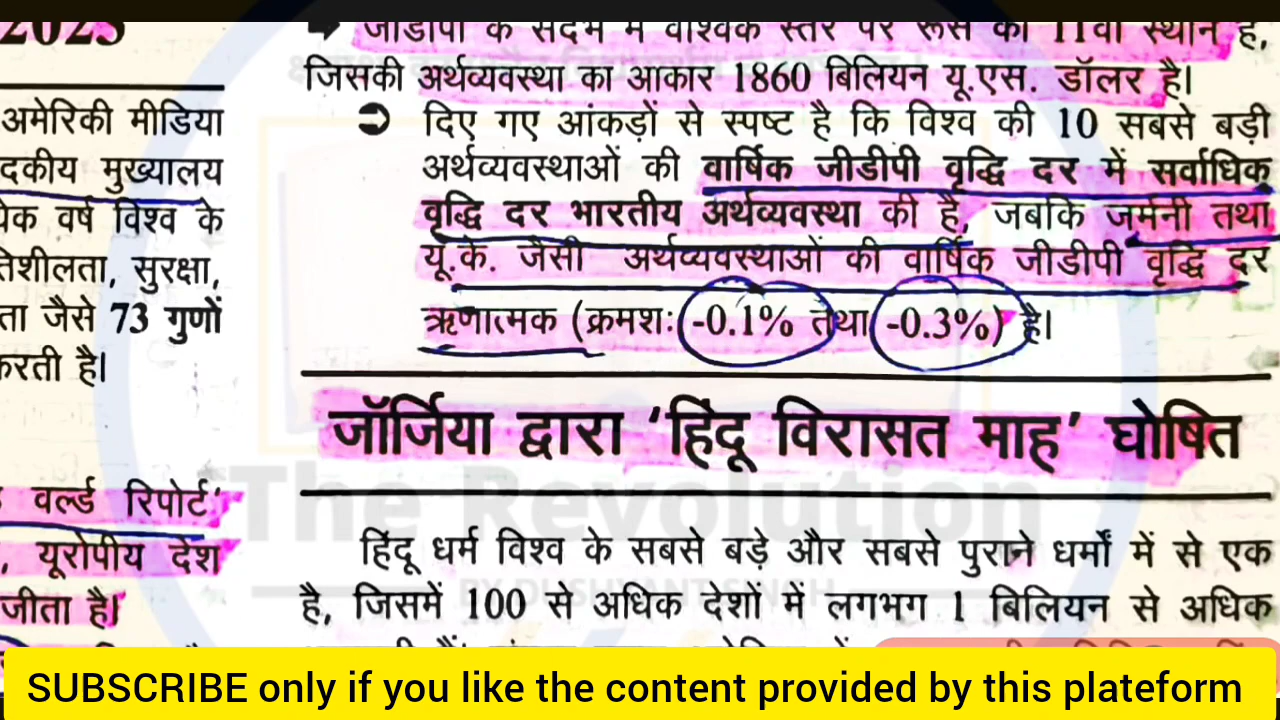 2023
अमेरिकी मीडिया
दकीय मुख्यालय
वर्ष विश्व के
सुरक्षा,
ता जैसे 73 गुणों
करती है।
वर्ल्ड रिपोर्ट'
, यूरोपीय देश
जीता है।
जीडीपी के संदर्भ में वैश्विक स्तर पर रूस का 11वां स्थान है,
जिसकी अर्थव्यवस्था का आकार 1860 बिलियन यू.एस. डॉलर है।
➲ दिए गए आंकड़ों से स्पष्ट है कि विश्व की 10 सबसे बड़ी
अर्थव्यवस्थाओं की वार्षिक जीडीपी वृद्धि दर में सर्वाधिक
वृद्धि दर भारतीय अर्थव्यवस्था की है, जबकि जर्मनी तथा
यू.के. जैसी अर्थव्यवस्थाओं की वार्षिक जीडीपी वृद्धि दर
ऋणात्मक (क्रमशः -0.1% तथा -0.3%) है।
जॉर्जिया द्वारा 'हिंदू विरासत माह' घोषित
हिंदू धर्म विश्व के सबसे बड़े और सबसे पुराने धर्मों में से एक
है, जिसमें 100 से अधिक देशों में लगभग 1 बिलियन से अधिक
The Revolution
BY DUSHYANT SINGH
SUBSCRIBE only if you like the content provided by this plateform